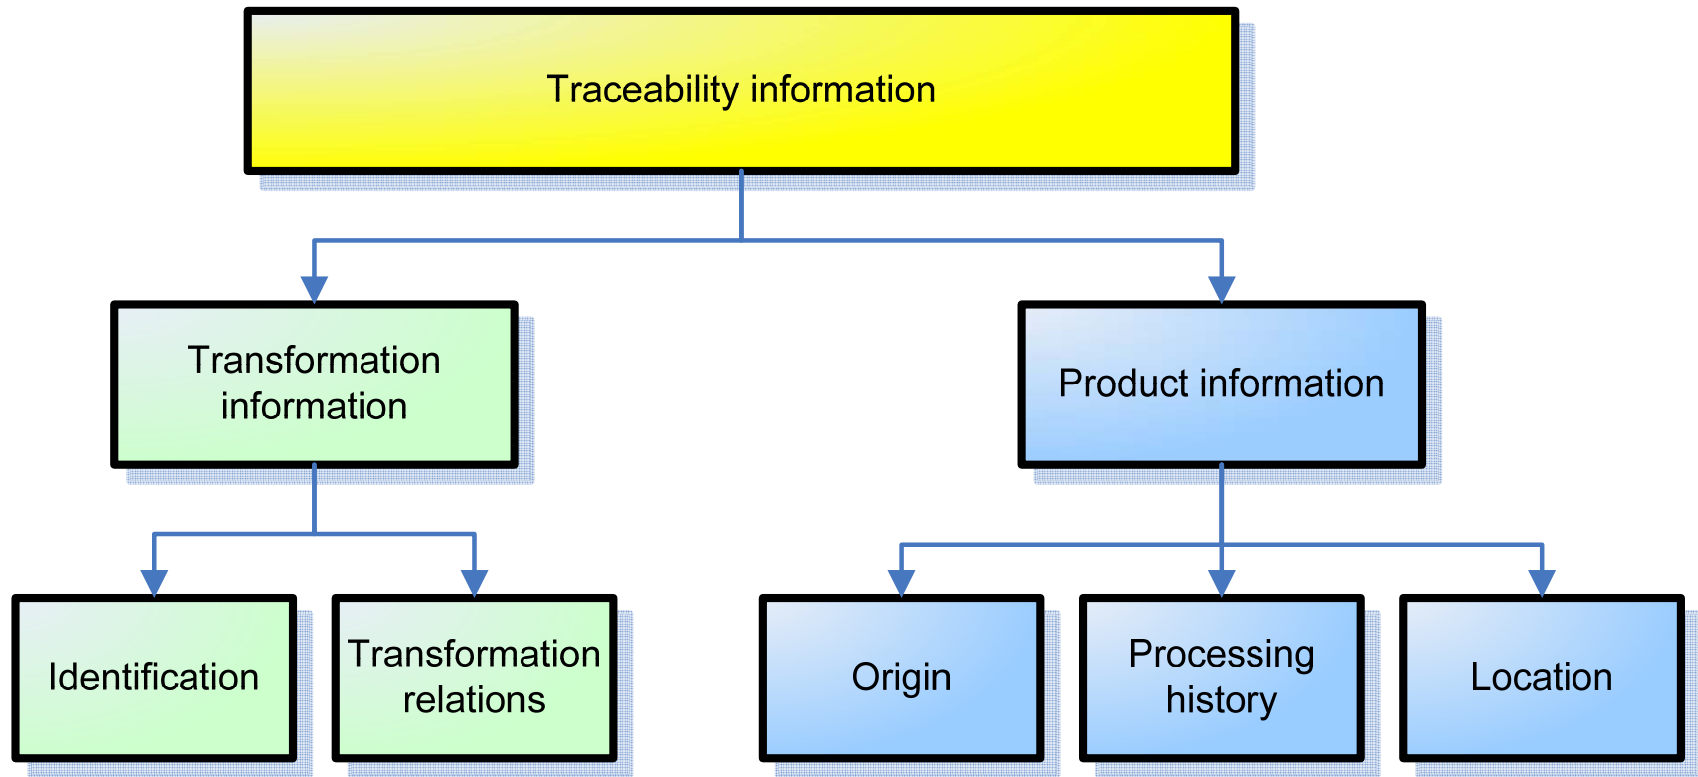 Traceability information
Transformation
information
Product information
Identification
Transformation
relations
Origin
Processing
history
Location